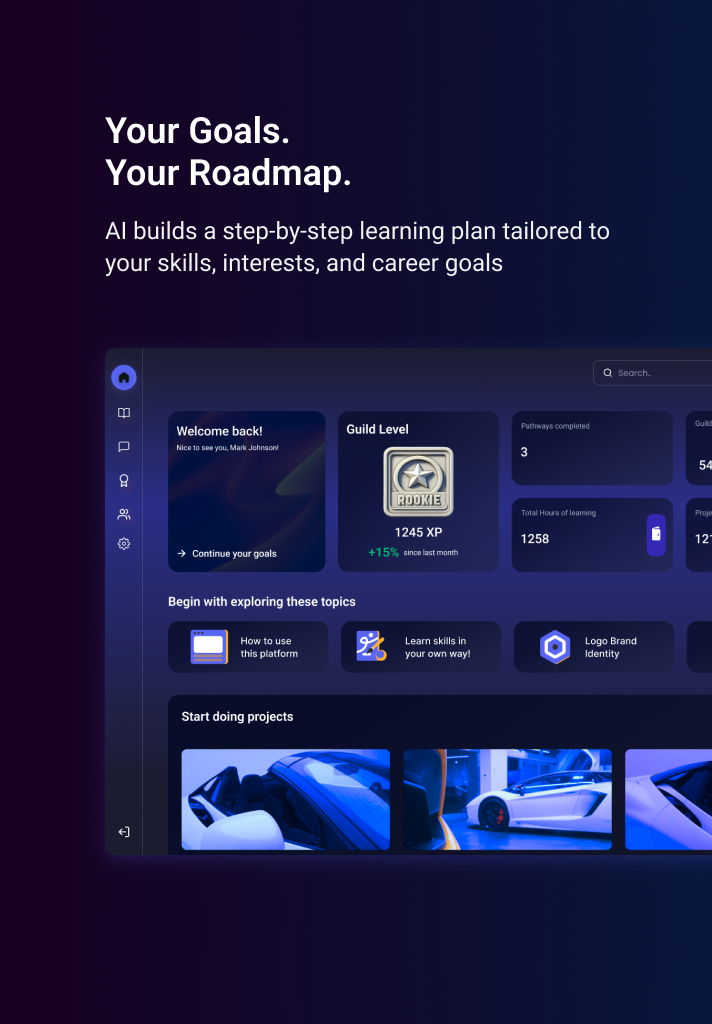 Your Goals.
Your Roadmap.
AI builds a step-by-step learning plan tailored to
your skills, interests, and career goals
Search..
Welcome back!
Nice to see you, Mark Johnson!
Continue your goals
Guild Level
ROOKIE
1245 XP
+15% since last month
Pathways completed
3
Total Hours of learning
1258
Guild
54
Proje
121
Begin with exploring these topics
How to use
this platform
Learn skills in
your own way!
Logo Brand
Identity
Start doing projects